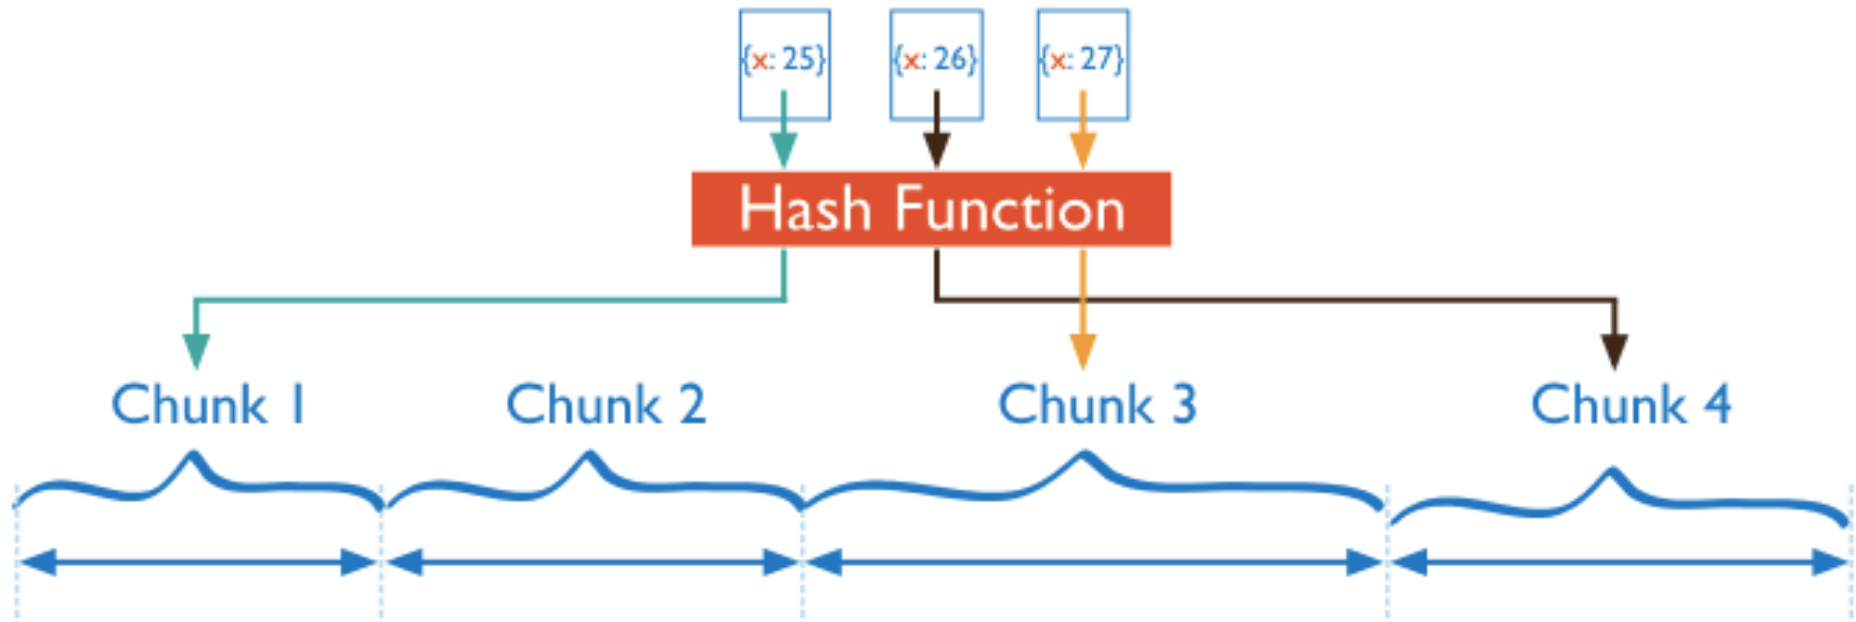 {x: 25} {x: 26} {x: 27}
Hash Function
Chunk 1 Chunk 2 Chunk 3 Chunk 4